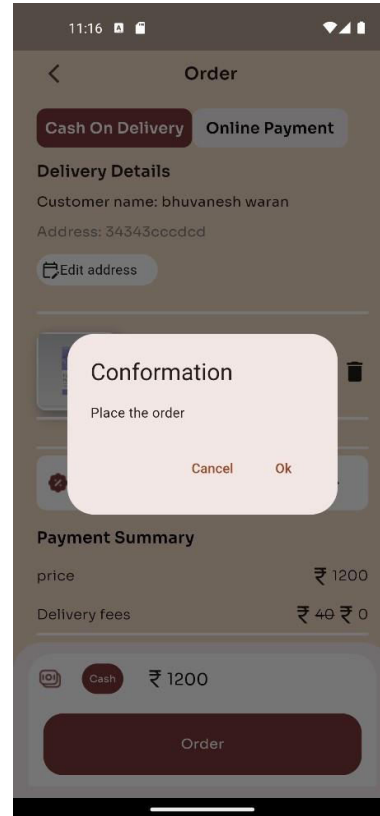 11:16
Order
Cash On Delivery Online Payment
Delivery Details
Customer name: bhuvanesh waran
Address: 34343cccdcd
Edit address
Conformation
Place the order
Cancel Ok
Payment Summary
price ₹ 1200
Delivery fees ₹ 40 ₹ 0
Cash ₹ 1200
Order